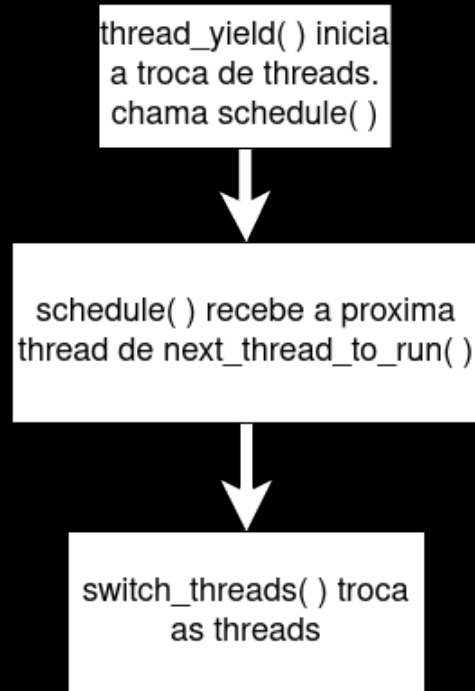 thread_yield( ) inicia
a troca de threads.
chama schedule( )
schedule( ) recebe a proxima
thread de next_thread_to_run( )
switch_threads( ) troca
as threads